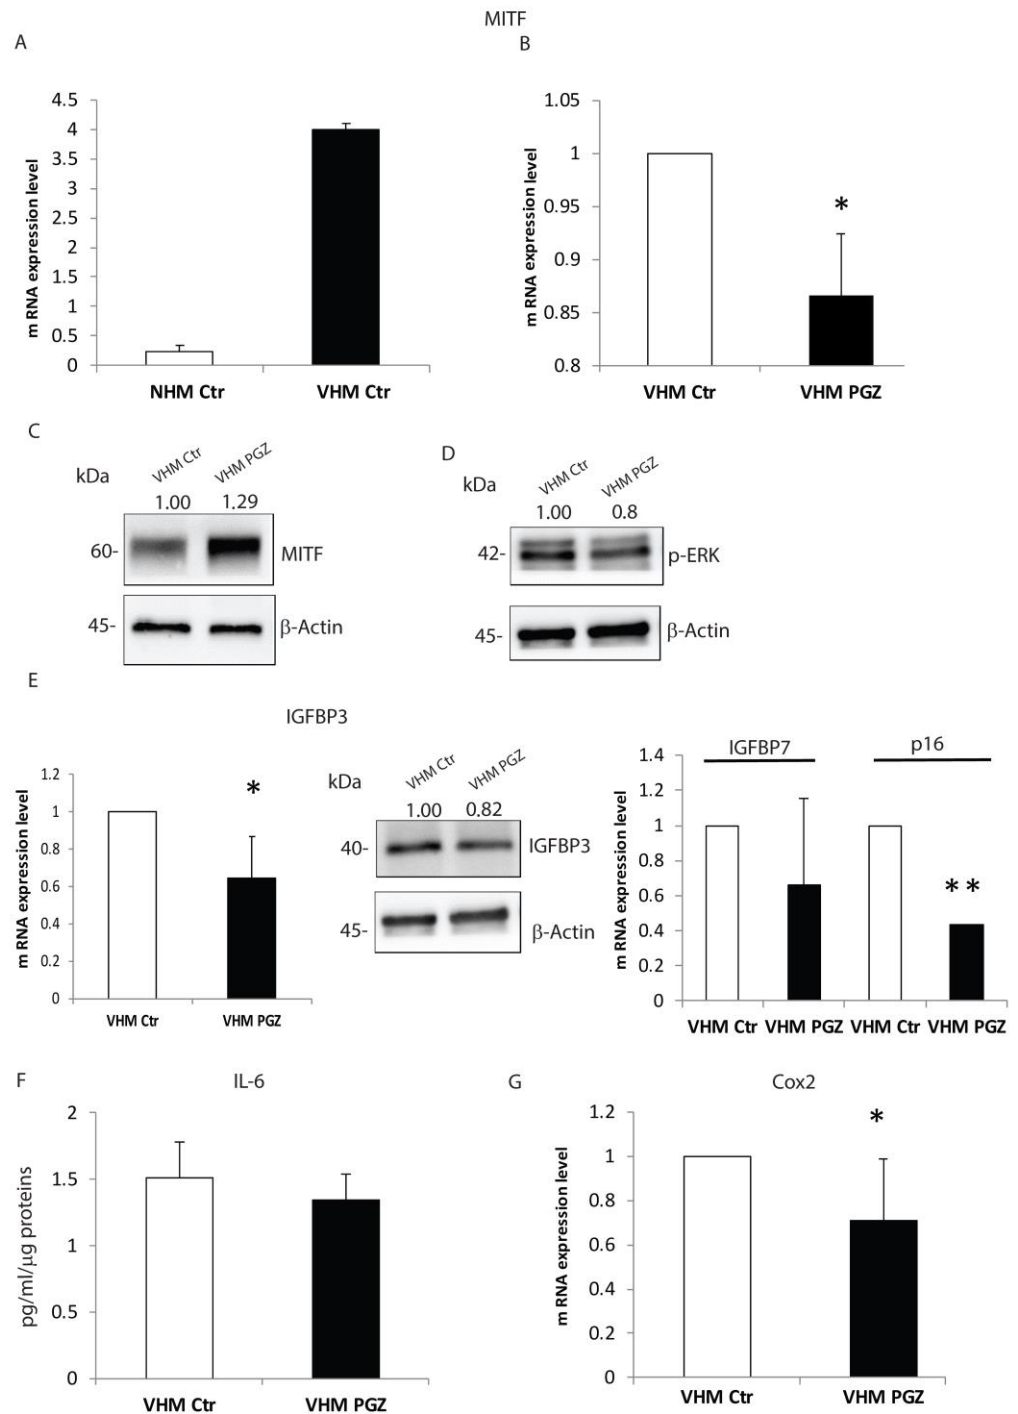 MITF
A
B
mRNA expression level
4.5
4
3.5
3
2.5
2
1.5
1
0.5
0
NHM Ctr VHM Ctr
mRNA expression level
1.05
1
0.95
0.9
0.85
0.8
*
VHM Ctr VHM PGZ
C
kDa
VHM Ctr VHM PGZ
1.00 1.29
60- MITF
45- β-Actin
D
kDa
VHM Ctr VHM PGZ
1.00 0.8
42- p-ERK
45- β-Actin
E
IGFBP3
mRNA expression level
1.2
1
0.8
0.6
0.4
0.2
0
*
VHM Ctr VHM PGZ
kDa
VHM Ctr VHM PGZ
1.00 0.82
40- IGFBP3
45- β-Actin
mRNA expression level
1.4
1.2
1
0.8
0.6
0.4
0.2
0
IGFBP7 p16
**
VHM Ctr VHM PGZ VHM Ctr VHM PGZ
F
IL-6
pg/ml/µg proteins
2
1.5
1
0.5
0
VHM Ctr VHM PGZ
G
Cox2
mRNA expression level
1.2
1
0.8
0.6
0.4
0.2
0
*
VHM Ctr VHM PGZ